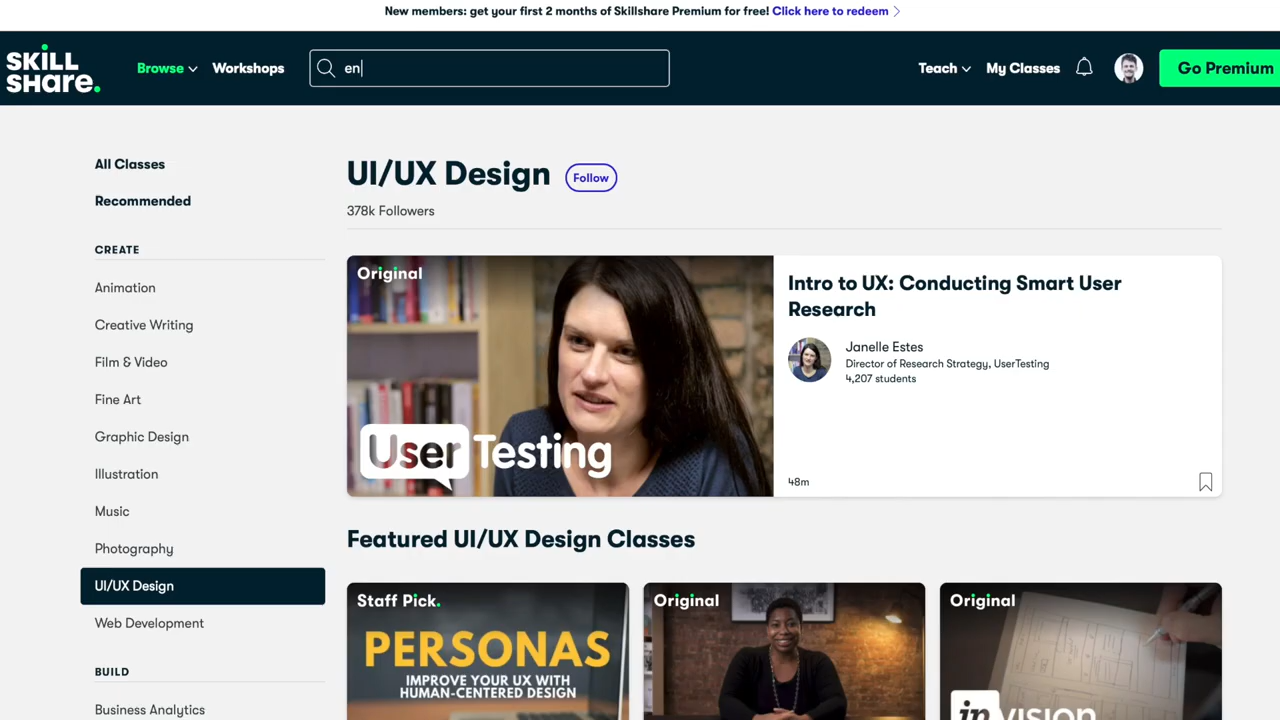 New members: get your first 2 months of Skillshare Premium for free! Click here to redeem
SKILL
SHARE.
Browse
Workshops
en
Teach
My Classes
Go Premium
All Classes
Recommended
CREATE
Animation
Creative Writing
Film & Video
Fine Art
Graphic Design
Illustration
Music
Photography
UI/UX Design
Web Development
BUILD
Business Analytics
UI/UX Design
Follow
378k Followers
Original
User Testing
Intro to UX: Conducting Smart User
Research
Janelle Estes
Director of Research Strategy, UserTesting
4,207 students
48m
Featured UI/UX Design Classes
Staff Pick.
PERSONAS
IMPROVE YOUR UX WITH
HUMAN-CENTERED DESIGN
Original
Original
inVISION